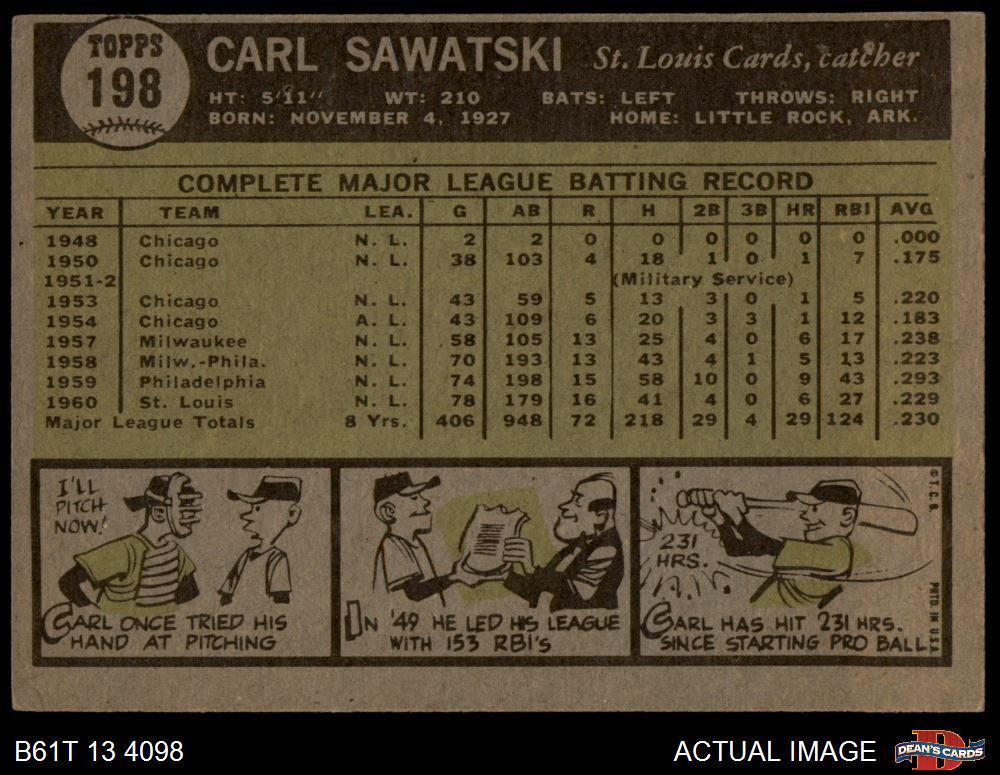 TOPPS
198
CARL SAWATSKI St. Louis Cards, catcher
HT: 5'11" WT: 210 BATS: LEFT THROWS: RIGHT
BORN: NOVEMBER 4, 1927 HOME: LITTLE ROCK, ARK.
COMPLETE MAJOR LEAGUE BATTING RECORD
YEAR TEAM LEA. G AB R H 2B 3B HR RBI AVG
1948 Chicago N. L. 2 2 0 0 0 0 0 0 .000
1950 Chicago N. L. 38 103 4 18 1 0 1 7 .175
1951-2 (Military Service)
1953 Chicago N. L. 43 59 5 13 3 0 1 5 .220
1954 Chicago A. L. 43 109 6 20 3 3 1 12 .183
1957 Milwaukee N. L. 58 105 13 25 4 0 6 17 .238
1958 Milw.-Phila. N. L. 70 193 13 43 4 1 5 13 .223
1959 Philadelphia N. L. 74 198 15 58 10 0 9 43 .293
1960 St. Louis N. L. 78 179 16 41 4 0 6 27 .229
Major League Totals 8 Yrs. 406 948 72 218 29 4 29 124 .230
I'LL
PITCH
NOW!
CARL ONCE TRIED HIS
HAND AT PITCHING
IN '49 HE LED HIS LEAGUE
WITH 153 RBI'S
231
HRS.
CARL HAS HIT 231 HRS.
SINCE STARTING PRO BALL.
© T. C. G.
PRTD. IN U.S.A.
B61T 13 4098
ACTUAL IMAGE
D
DEAN'S CARDS